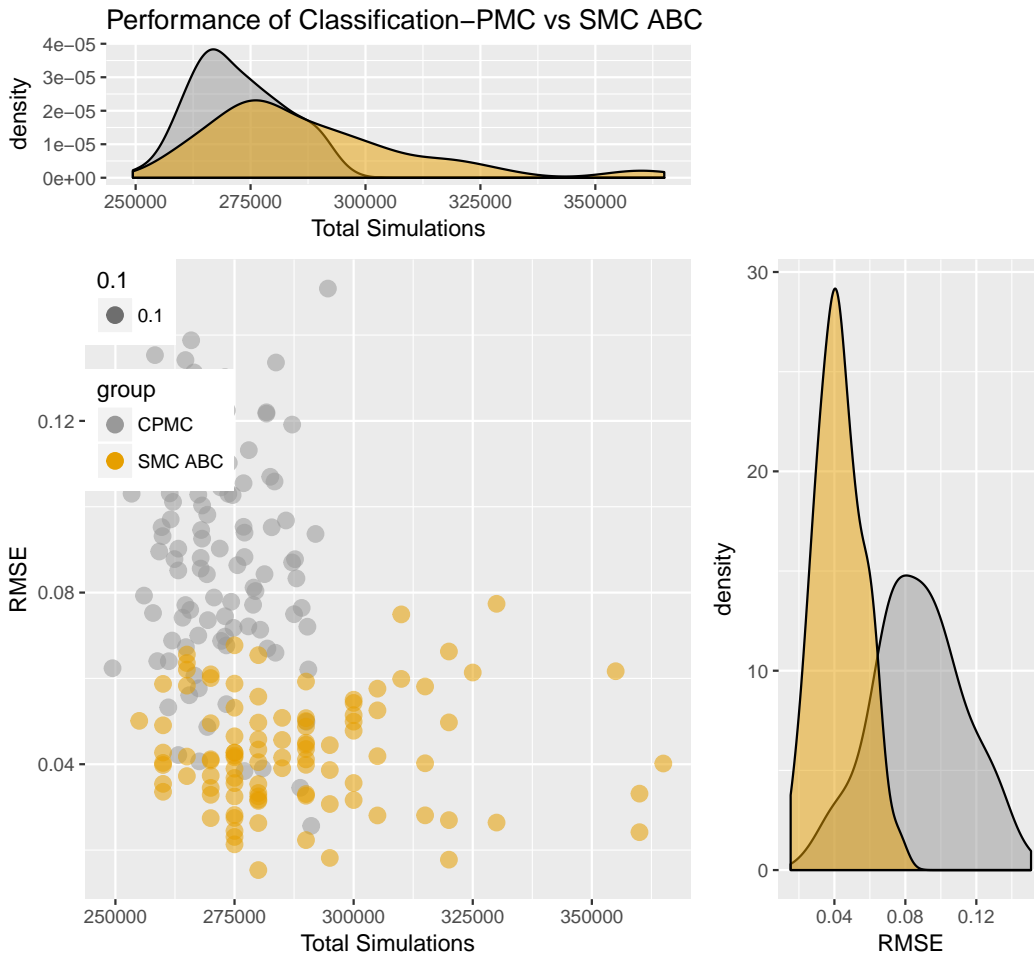 Performance of Classification−PMC vs SMC ABC
4e−05
3e−05
2e−05
1e−05
0e+00
density
250000 275000 300000 325000 350000
Total Simulations
0.1
0.1
group
CPMC
SMC ABC
0.12
0.08
0.04
RMSE
250000 275000 300000 325000 350000
Total Simulations
30
20
10
0
density
0.04 0.08 0.12
RMSE